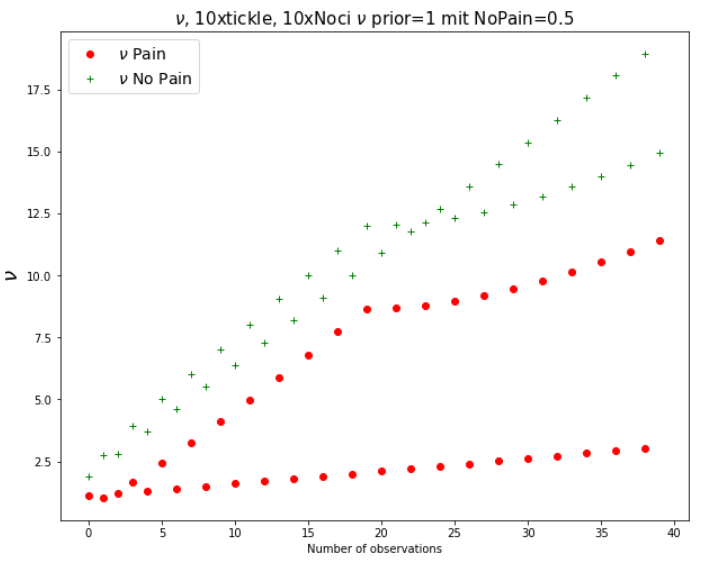 ν, 10xtickle, 10xNoci ν prior=1 mit NoPain=0.5
ν Pain
ν No Pain
17.5
15.0
12.5
10.0
7.5
5.0
2.5
ν
0 5 10 15 20 25 30 35 40
Number of observations